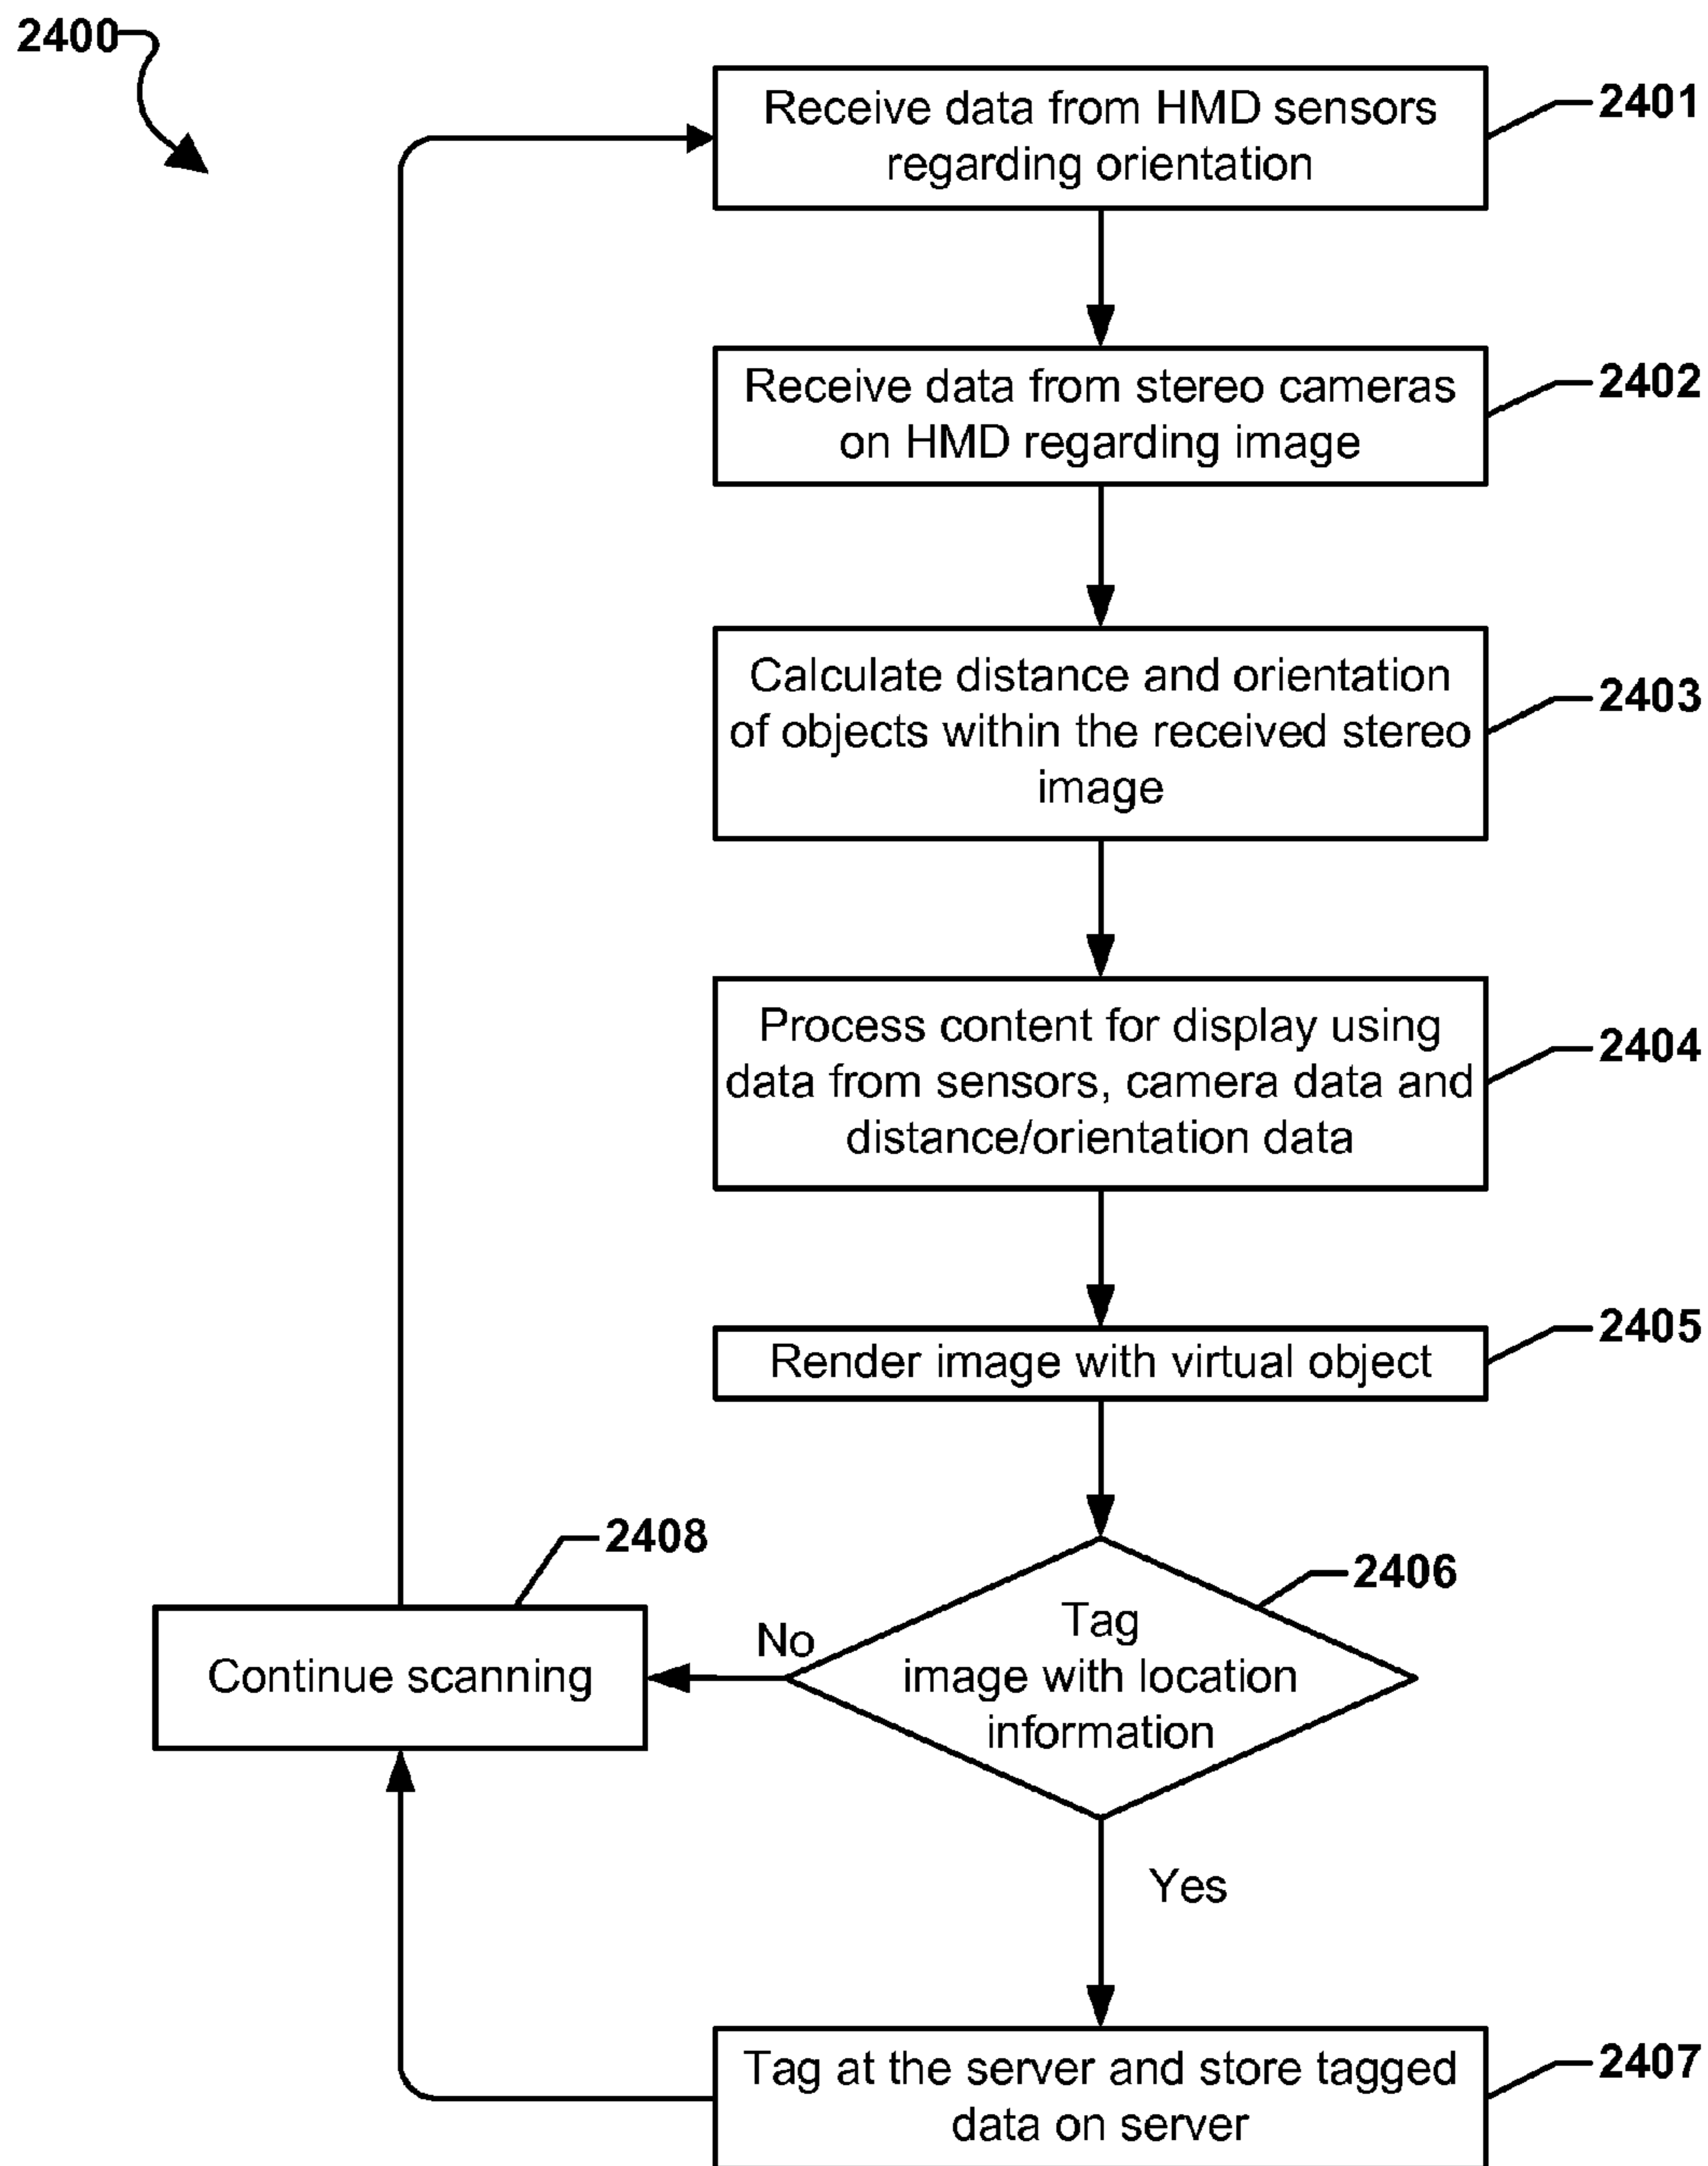 2400
Receive data from HMD sensors
regarding orientation
2401
Receive data from stereo cameras
on HMD regarding image
2402
Calculate distance and orientation
of objects within the received stereo
image
2403
Process content for display using
data from sensors, camera data and
distance/orientation data
2404
Render image with virtual object
2405
Tag
image with location
information
2406
No
Continue scanning
2408
Yes
Tag at the server and store tagged
data on server
2407